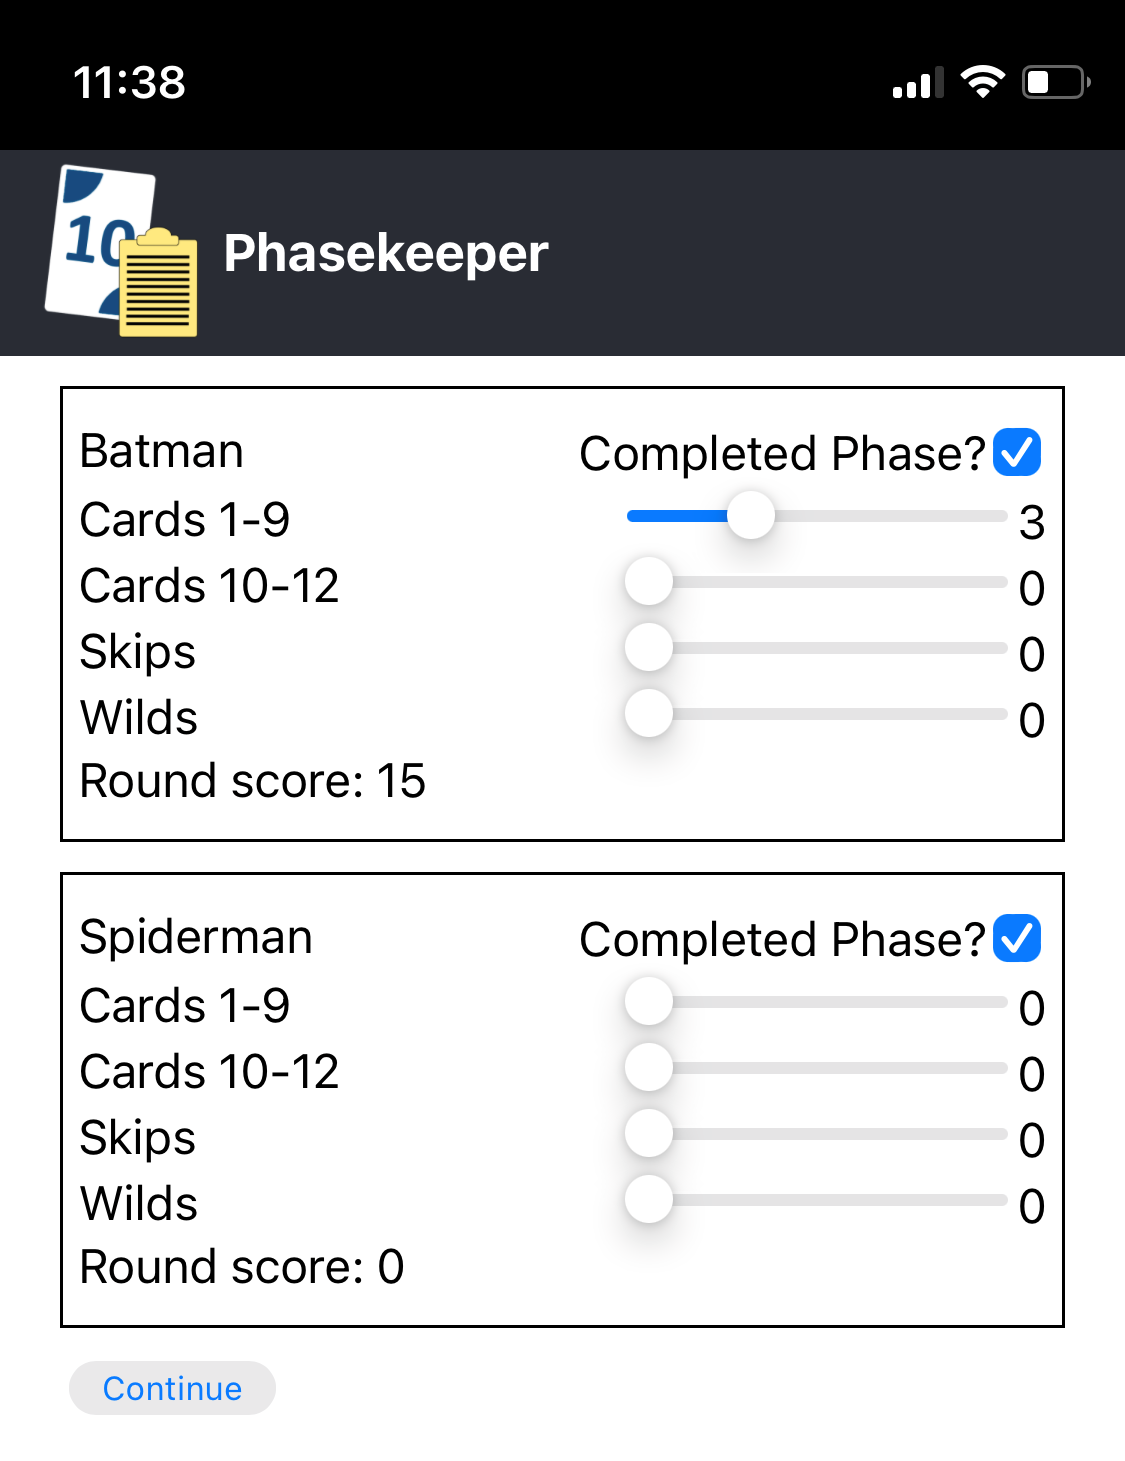 11:38
10
Phasekeeper
Batman Completed Phase?
Cards 1-9 3
Cards 10-12 0
Skips 0
Wilds 0
Round score: 15
Spiderman Completed Phase?
Cards 1-9 0
Cards 10-12 0
Skips 0
Wilds 0
Round score: 0
Continue